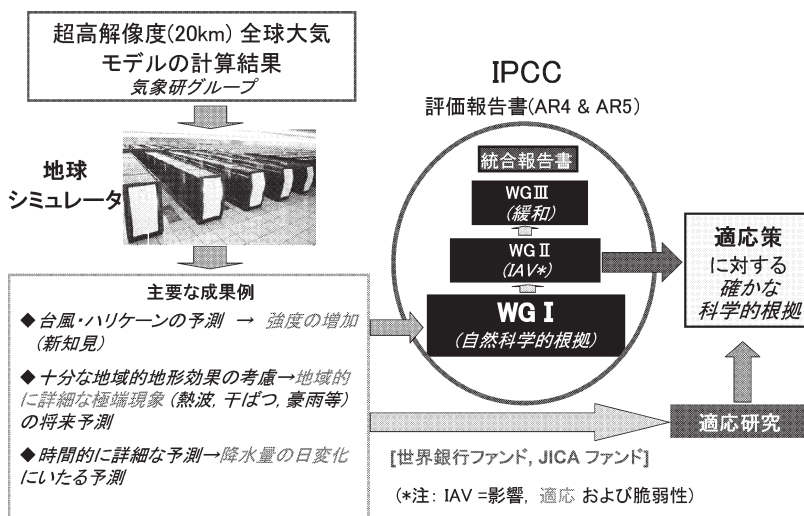 超高解像度(20km) 全球大気
モデルの計算結果
気象研グループ
地球
シミュレータ
主要な成果例
◆台風・ハリケーンの予測 → 強度の増加
(新知見)
◆十分な地域的地形効果の考慮→地域的
に詳細な極端現象 (熱波, 干ばつ, 豪雨等)
の将来予測
◆時間的に詳細な予測→降水量の日変化
にいたる予測
IPCC
評価報告書(AR4 & AR5)
統合報告書
WGⅢ
(緩和)
WGⅡ
(IAV*)
WG I
(自然科学的根拠)
適応策
に対する
確かな
科学的根拠
適応研究
[世界銀行ファンド, JICA ファンド]
(*注: IAV =影響, 適応 および脆弱性)